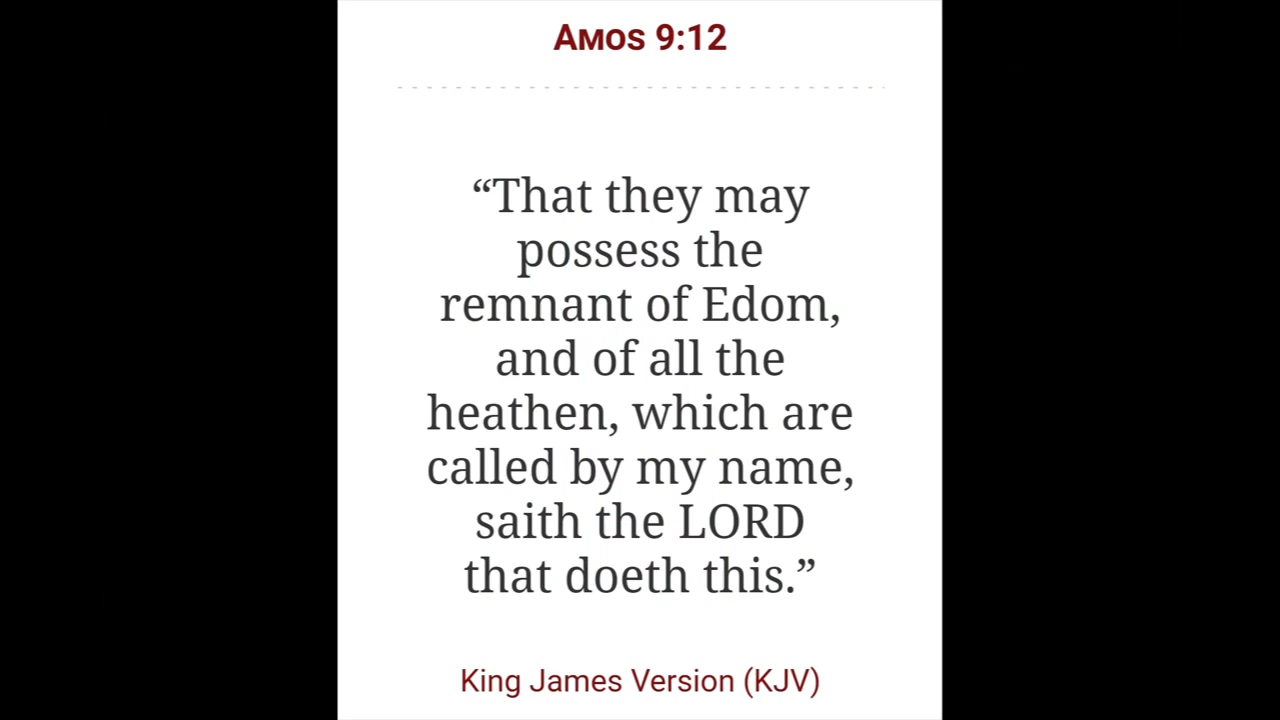 Amos 9:12
“That they may
possess the
remnant of Edom,
and of all the
heathen, which are
called by my name,
saith the LORD
that doeth this.”
King James Version (KJV)